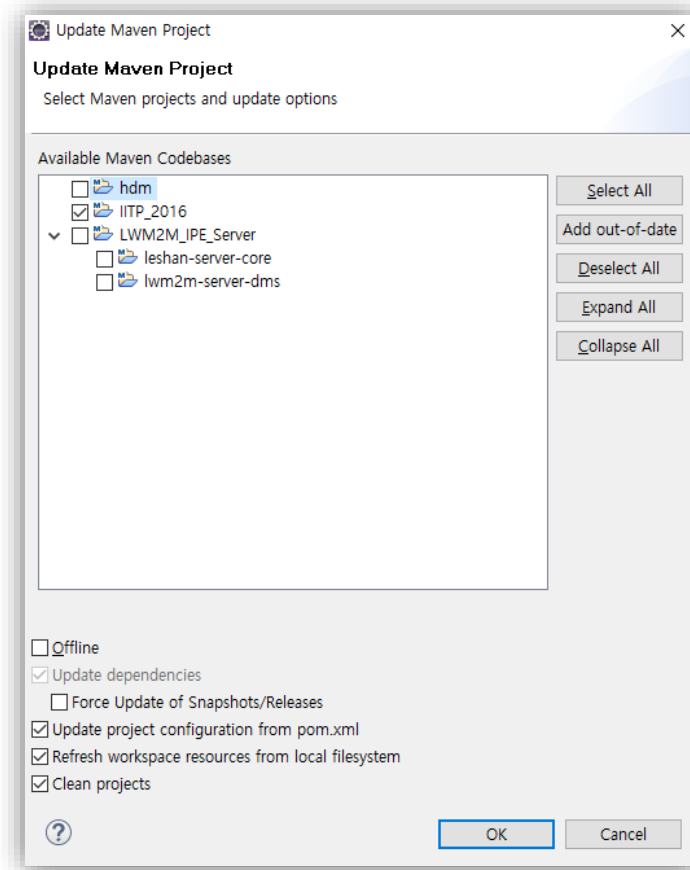 Update Maven Project
Update Maven Project
Select Maven projects and update options
Available Maven Codebases
hdm
IITP_2016
LWM2M_IPE_Server
leshan-server-core
lwm2m-server-dms
Select All
Add out-of-date
Deselect All
Expand All
Collapse All
Offline
Update dependencies
Force Update of Snapshots/Releases
Update project configuration from pom.xml
Refresh workspace resources from local filesystem
Clean projects
OK Cancel